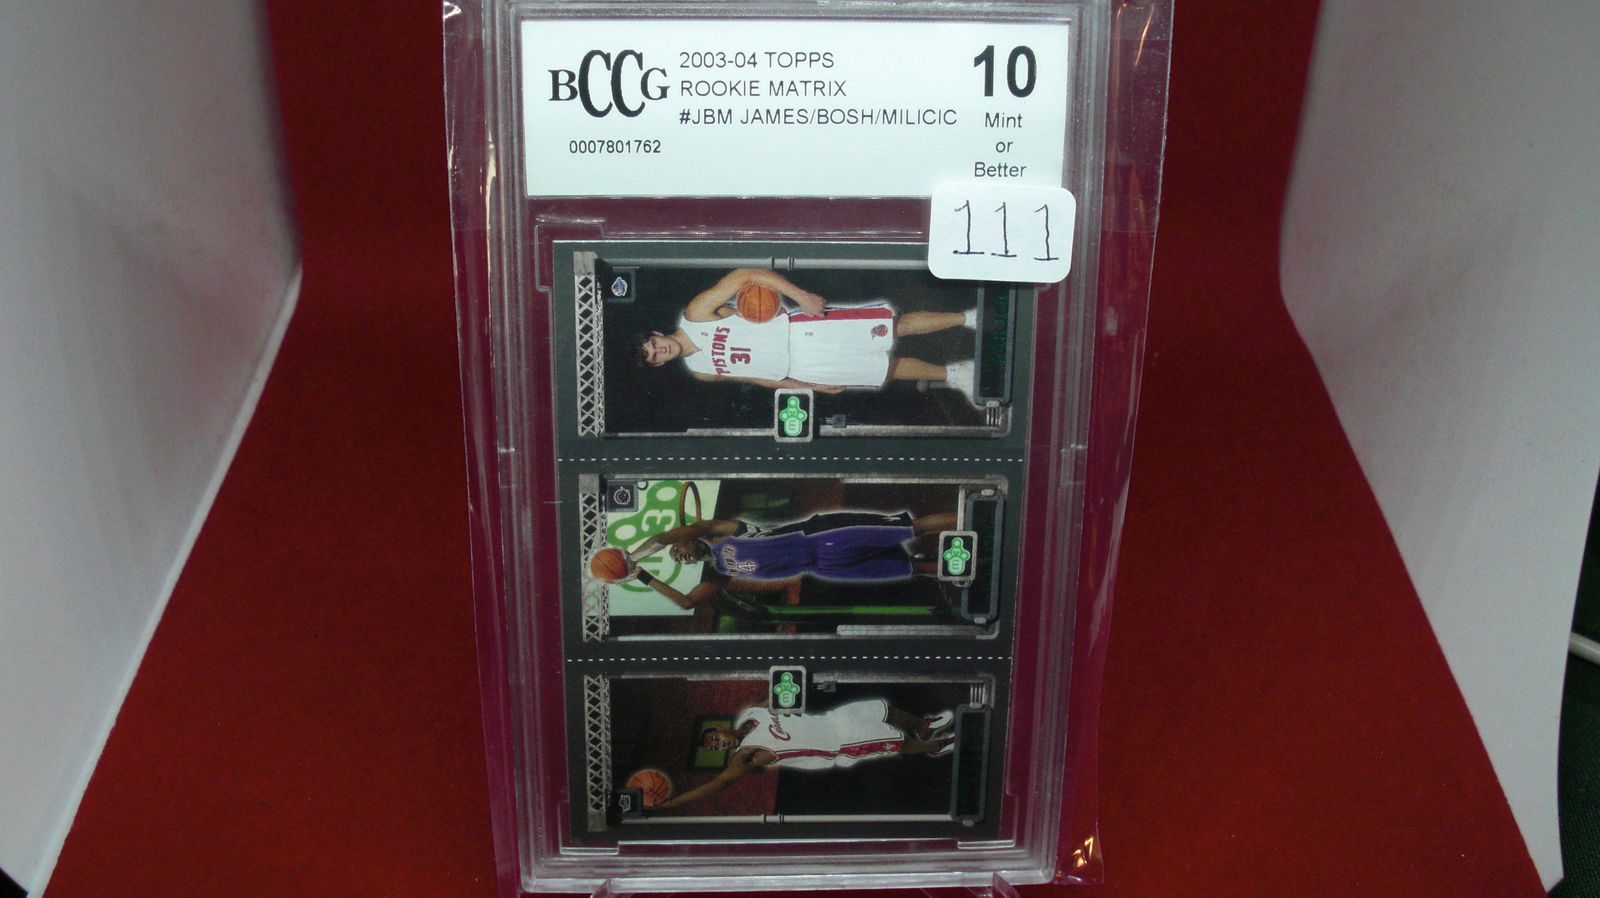 BCCG
2003-04 TOPPS
ROOKIE MATRIX
#JBM JAMES/BOSH/MILICIC
0007801762
10
Mint
or
Better
111
PISTONS
31